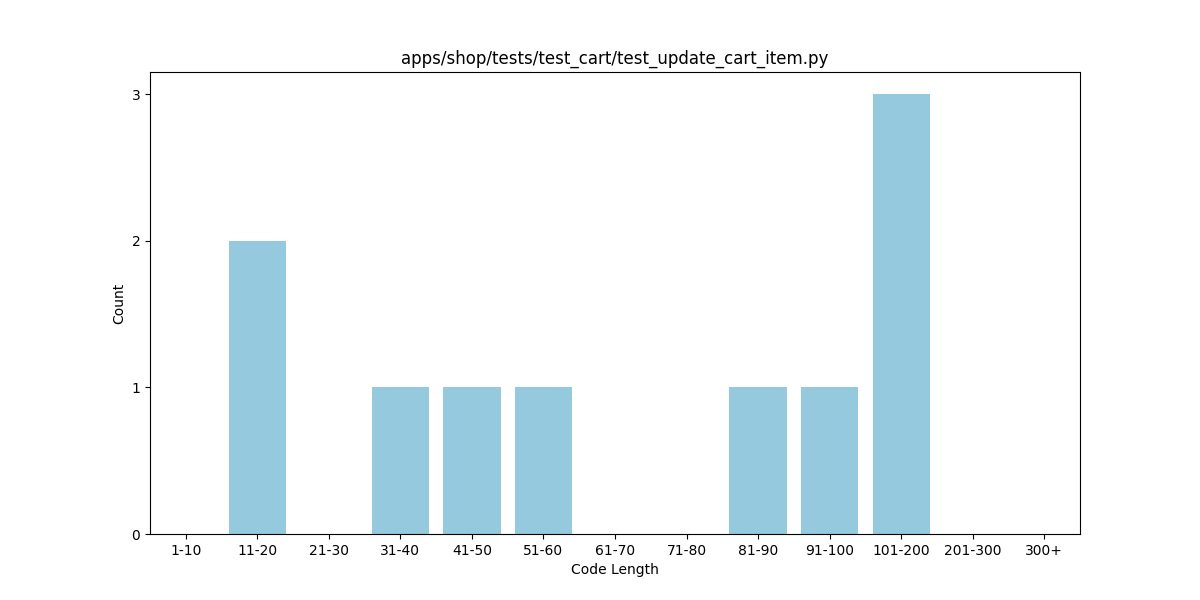 apps/shop/tests/test_cart/test_update_cart_item.py
3
2
1
0
Count
1-10 11-20 21-30 31-40 41-50 51-60 61-70 71-80 81-90 91-100 101-200 201-300 300+
Code Length